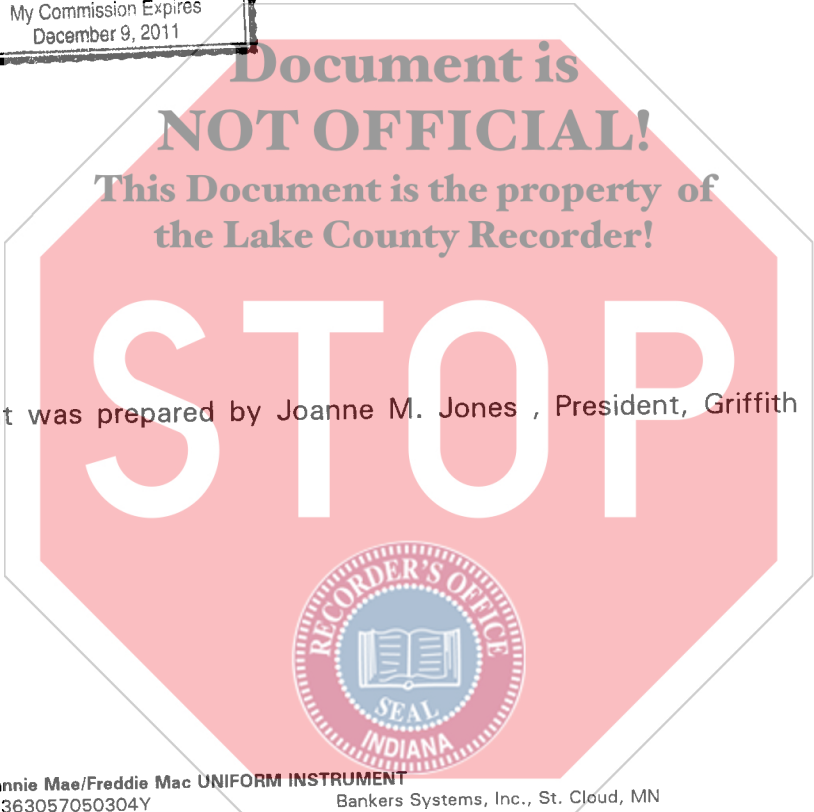 My Commission Expires
December 9, 2011
Document is
NOT OFFICIAL!
This Document is the property of
the Lake County Recorder!
STOP
t was prepared by Joanne M. Jones , President, Griffith
RECORDER'S OFFICE
SEAL
INDIANA
nnie Mae/Freddie Mac UNIFORM INSTRUMENT
3363057050304Y
Bankers Systems, Inc., St. Cloud, MN